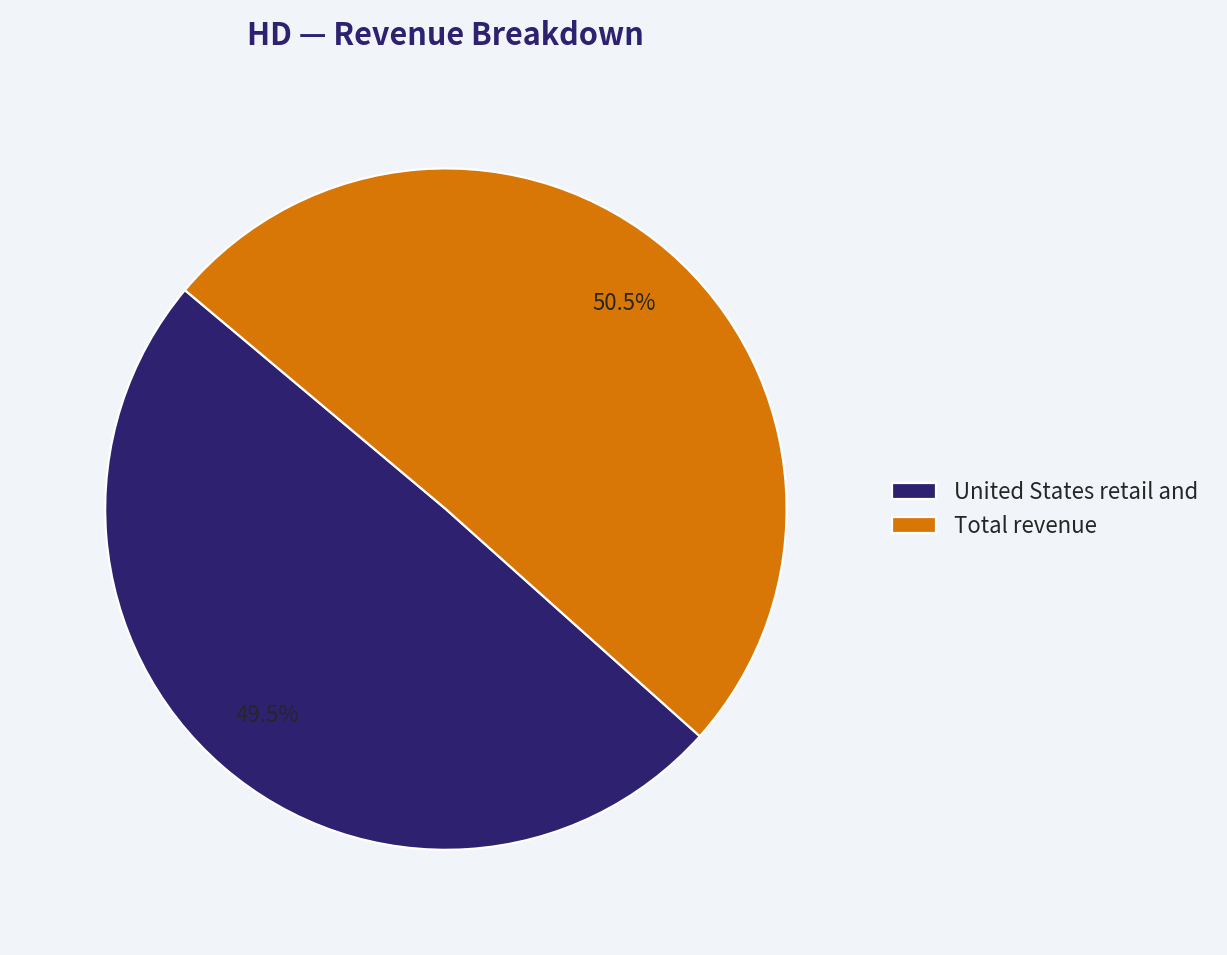 HD — Revenue Breakdown
50.5%
49.5%
United States retail and
Total revenue